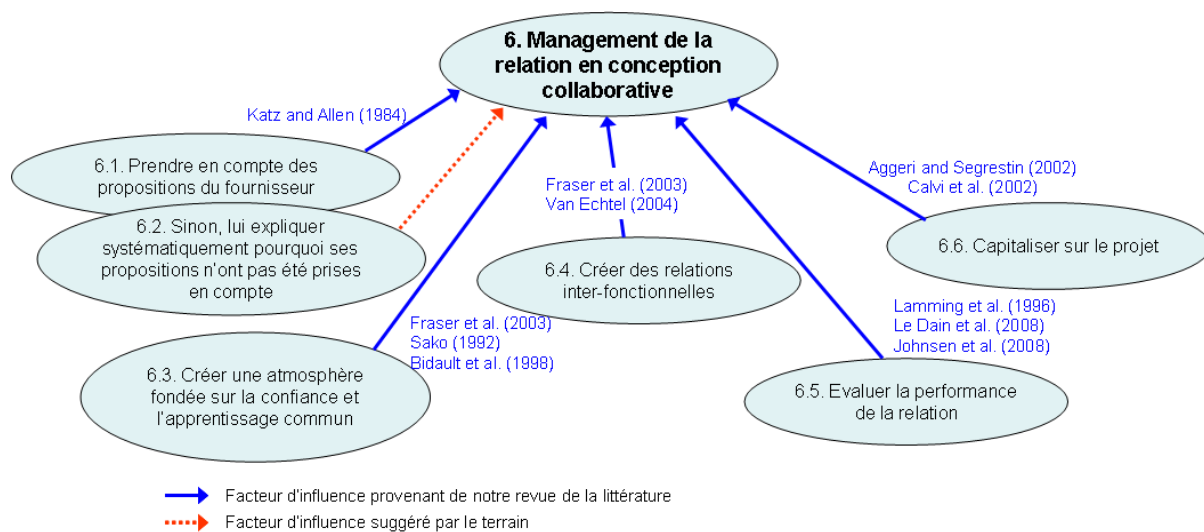 6. Management de la
relation en conception
collaborative
Katz and Allen (1984)
6.1. Prendre en compte des
propositions du fournisseur
6.2. Sinon, lui expliquer
systématiquement pourquoi ses
propositions n'ont pas été prises
en compte
Fraser et al. (2003)
Van Echtel (2004)
6.4. Créer des relations
inter-fonctionnelles
Aggeri and Segrestin (2002)
Calvi et al. (2002)
6.6. Capitaliser sur le projet
Fraser et al. (2003)
Sako (1992)
Bidault et al. (1998)
6.3. Créer une atmosphère
fondée sur la confiance et
l'apprentissage commun
Lamming et al. (1996)
Le Dain et al. (2008)
Johnsen et al. (2008)
6.5. Evaluer la performance
de la relation
Facteur d'influence provenant de notre revue de la littérature
Facteur d'influence suggéré par le terrain